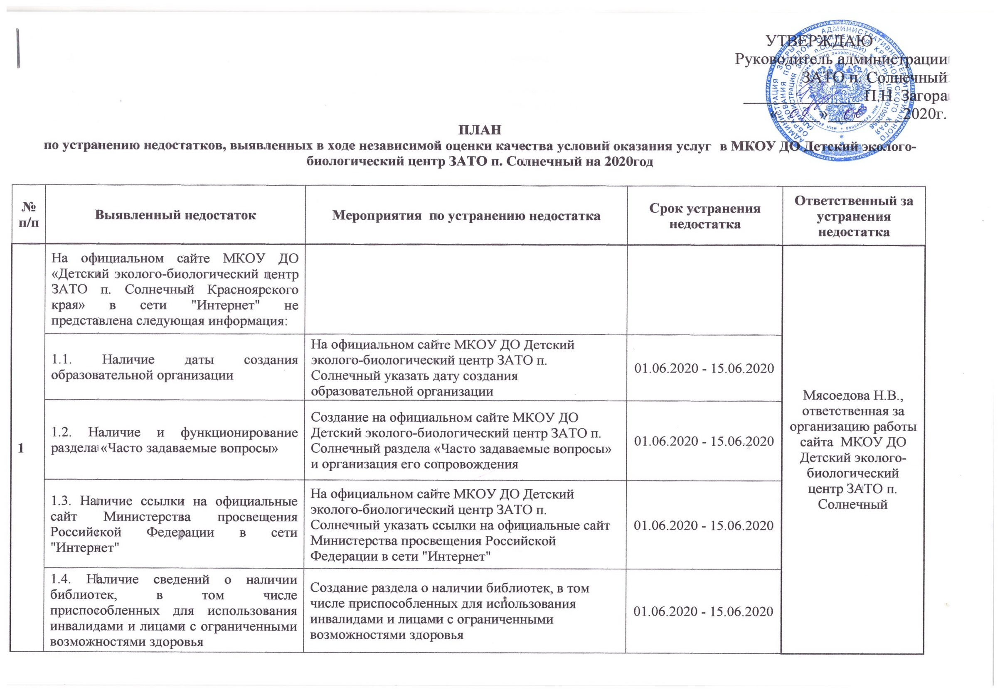 УТВЕРЖДАЮ
Руководитель администрации
ЗАТО п. Солнечный
П.Н. Загора
« » 2020г.
ПЛАН
по устранению недостатков, выявленных в ходе независимой оценки качества условий оказания услуг в МКОУ ДО Детский эколого-
биологический центр ЗАТО п. Солнечный на 2020год
№
п/п
Выявленный недостаток
Мероприятия по устранению недостатка
Срок устранения
недостатка
Ответственный за
устранения
недостатка
1
На официальном сайте МКОУ ДО
«Детский эколого-биологический центр
ЗАТО п. Солнечный Красноярского
края» в сети "Интернет" не
представлена следующая информация:
1.1. Наличие даты создания
образовательной организации
На официальном сайте МКОУ ДО Детский
эколого-биологический центр ЗАТО п.
Солнечный указать дату создания
образовательной организации
01.06.2020 - 15.06.2020
1.2. Наличие и функционирование
раздела «Часто задаваемые вопросы»
Создание на официальном сайте МКОУ ДО
Детский эколого-биологический центр ЗАТО п.
Солнечный раздела «Часто задаваемые вопросы»
и организация его сопровождения
01.06.2020 - 15.06.2020
1.3. Наличие ссылки на официальные
сайт Министерства просвещения
Российской Федерации в сети
"Интернет"
На официальном сайте МКОУ ДО Детский
эколого-биологический центр ЗАТО п.
Солнечный указать ссылки на официальные сайт
Министерства просвещения Российской
Федерации в сети "Интернет"
01.06.2020 - 15.06.2020
1.4. Наличие сведений о наличии
библиотек, в том числе
приспособленных для использования
инвалидами и лицами с ограниченными
возможностями здоровья
Создание раздела о наличии библиотек, в том
числе приспособленных для использования
инвалидами и лицами с ограниченными
возможностями здоровья
01.06.2020 - 15.06.2020
Мясоедова Н.В.,
ответственная за
организацию работы
сайта МКОУ ДО
Детский эколого-
биологический
центр ЗАТО п.
Солнечный